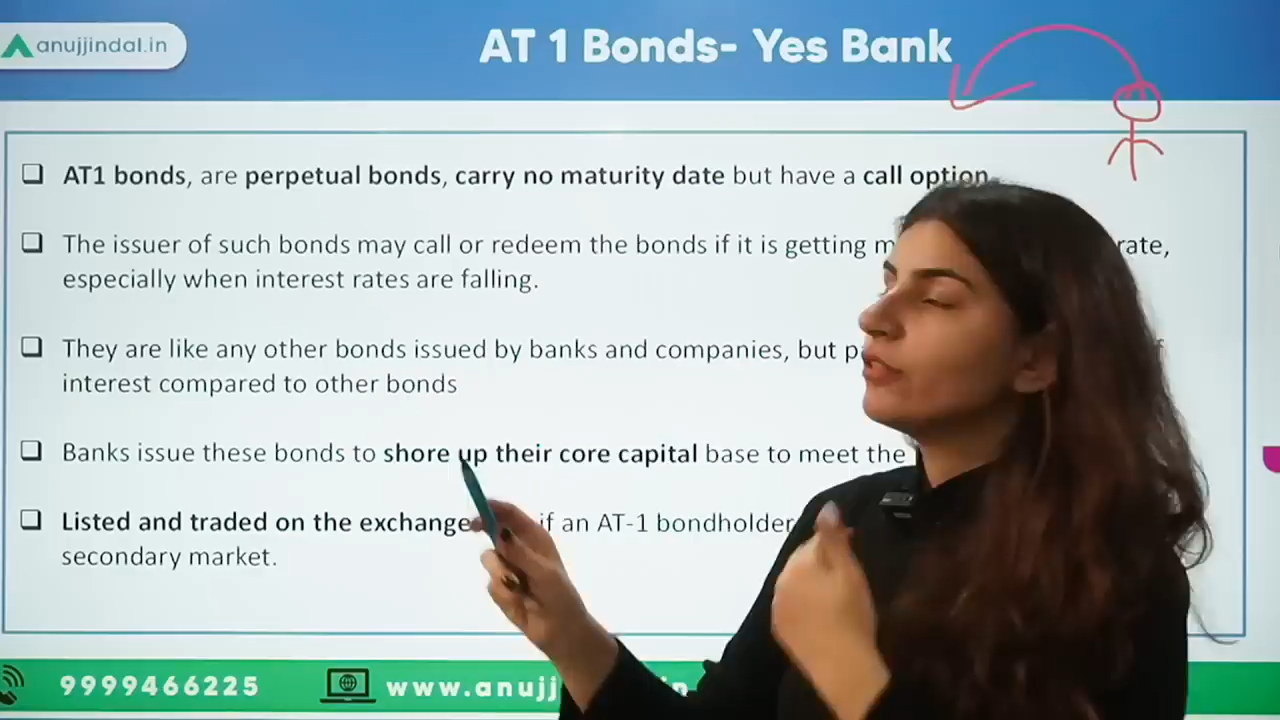 anujjindal.in
AT 1 Bonds- Yes Bank
AT1 bonds, are perpetual bonds, carry no maturity date but have a call option
The issuer of such bonds may call or redeem the bonds if it is getting rate,
especially when interest rates are falling.
They are like any other bonds issued by banks and companies, but
interest compared to other bonds
Banks issue these bonds to shore up their core capital base to meet the
Listed and traded on the exchange if an AT-1 bondholder
secondary market.
9999466225
www.anujj